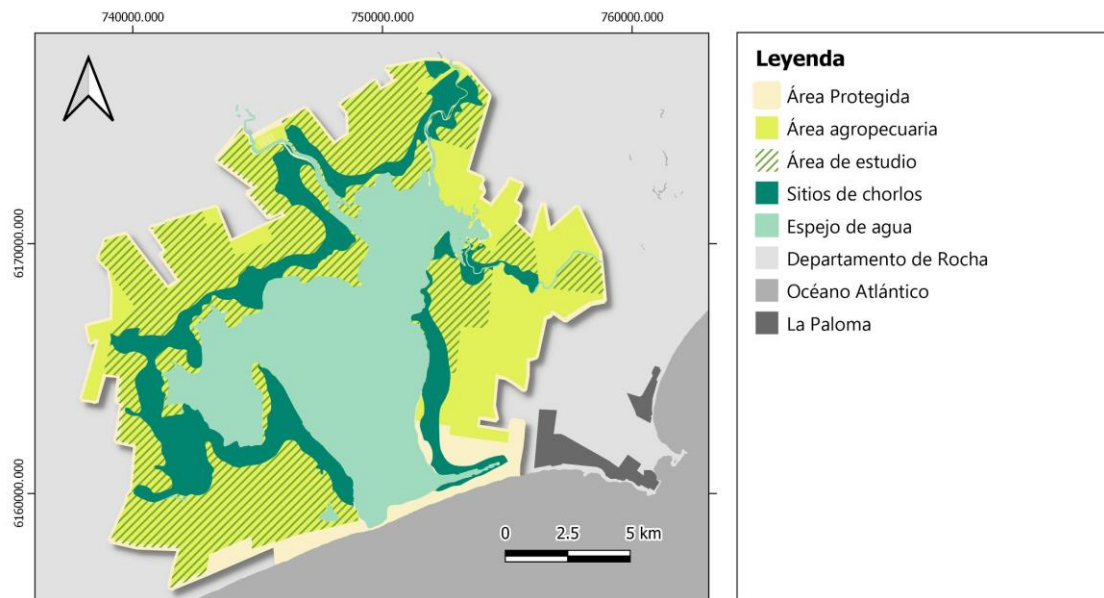 740000.000 750000.000 760000.000
6170000.000
6160000.000
0 2.5 5 km
Leyenda
Área Protegida
Área agropecuaria
Área de estudio
Sitios de chorlos
Espejo de agua
Departamento de Rocha
Océano Atlántico
La Paloma